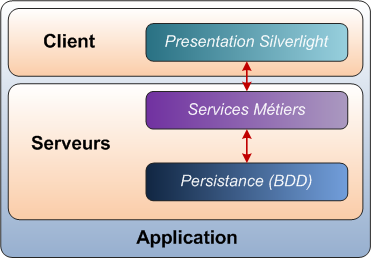 Client
Presentation Silverlight
Services Métiers
Serveurs
Persistance (BDD)
Application